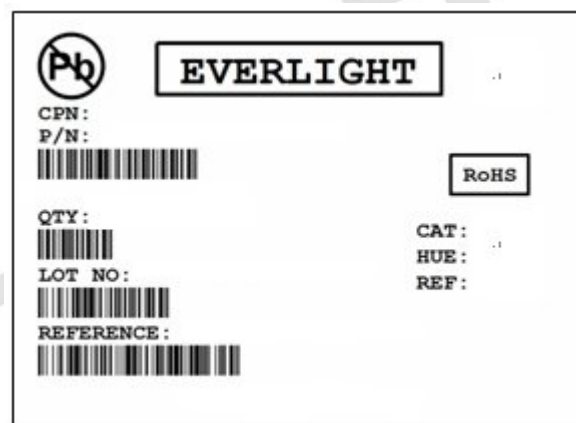 Pb
EVERLIGHT
CPN:
P/N:
RoHS
QTY:
CAT:
HUE:
LOT NO:
REF:
REFERENCE: